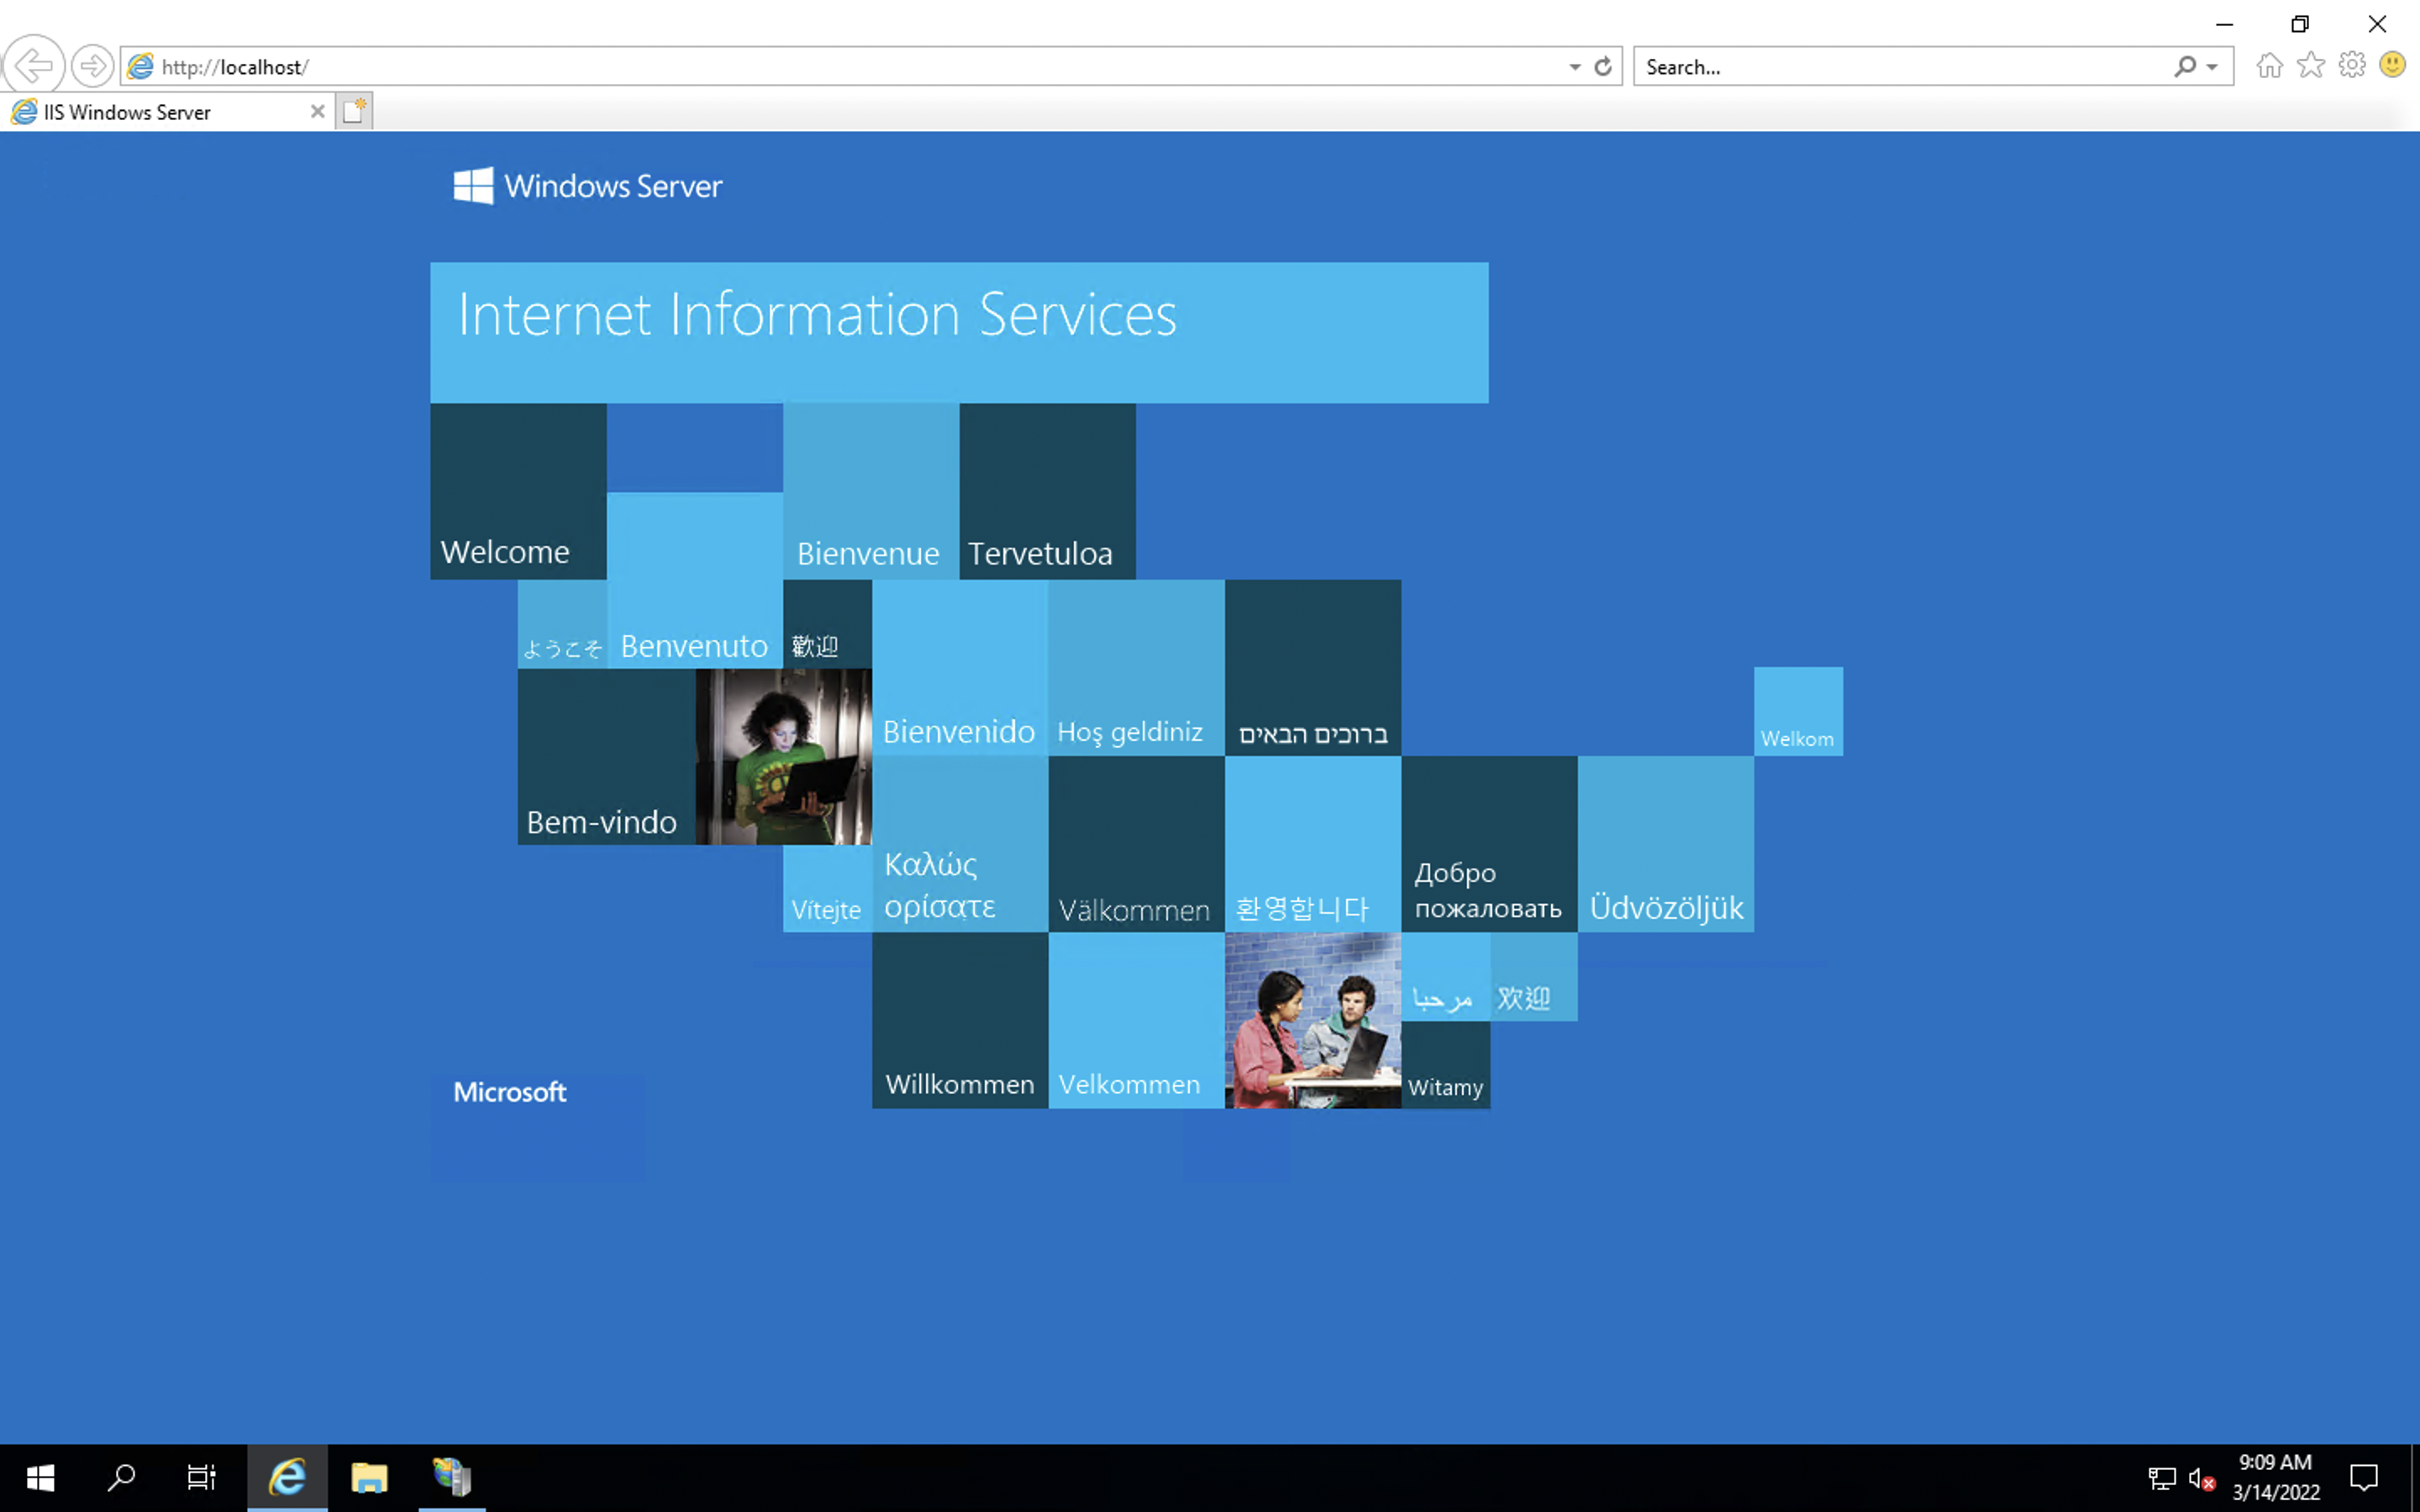 http://localhost/
Search...
IIS Windows Server
Windows Server
Internet Information Services
Welcome
Bienvenue
Tervetuloa
ようこそ
Benvenuto
歡迎
Bienvenido
Hoş geldiniz
ברוכים הבאים
Welkom
Bem-vindo
Vítejte
Καλώς
ορίσατε
Välkommen
환영합니다
Добро
пожаловать
Üdvözöljük
Microsoft
Willkommen
Velkommen
مرحبا
欢迎
Witamy
9:09 AM
3/14/2022